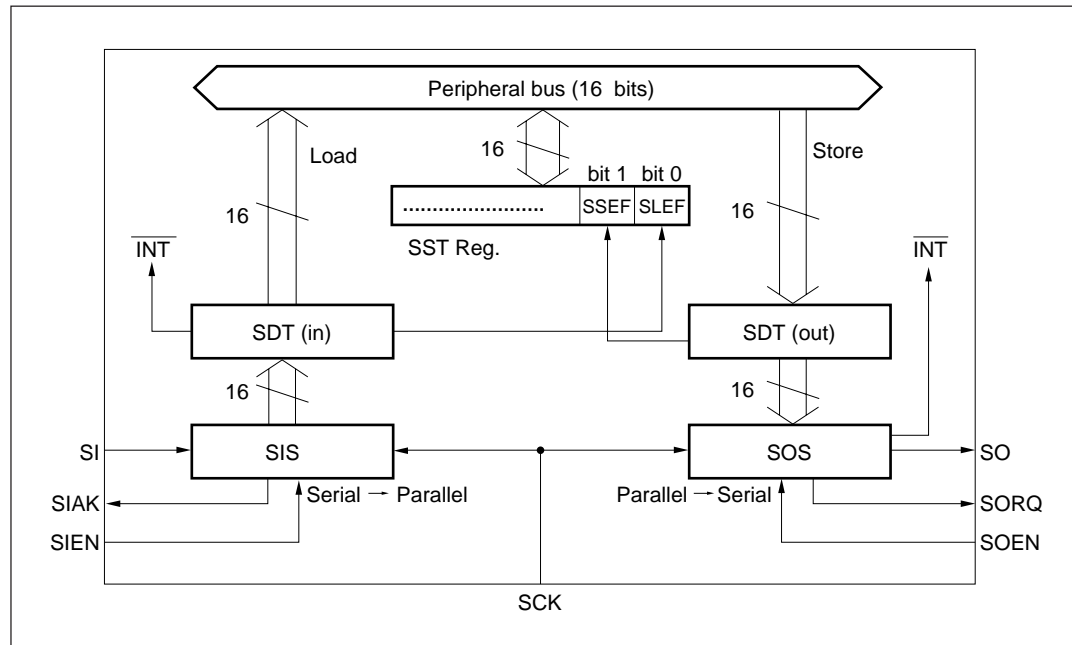 Peripheral bus (16 bits)
Load
16
Store
bit 1 bit 0
........................ SSEF SLEF
16
16
SST Reg.
INT
INT
SDT (in)
SDT (out)
16
16
SI
SIS
SOS
SO
SIAK
Serial → Parallel
Parallel → Serial
SORQ
SIEN
SOEN
SCK